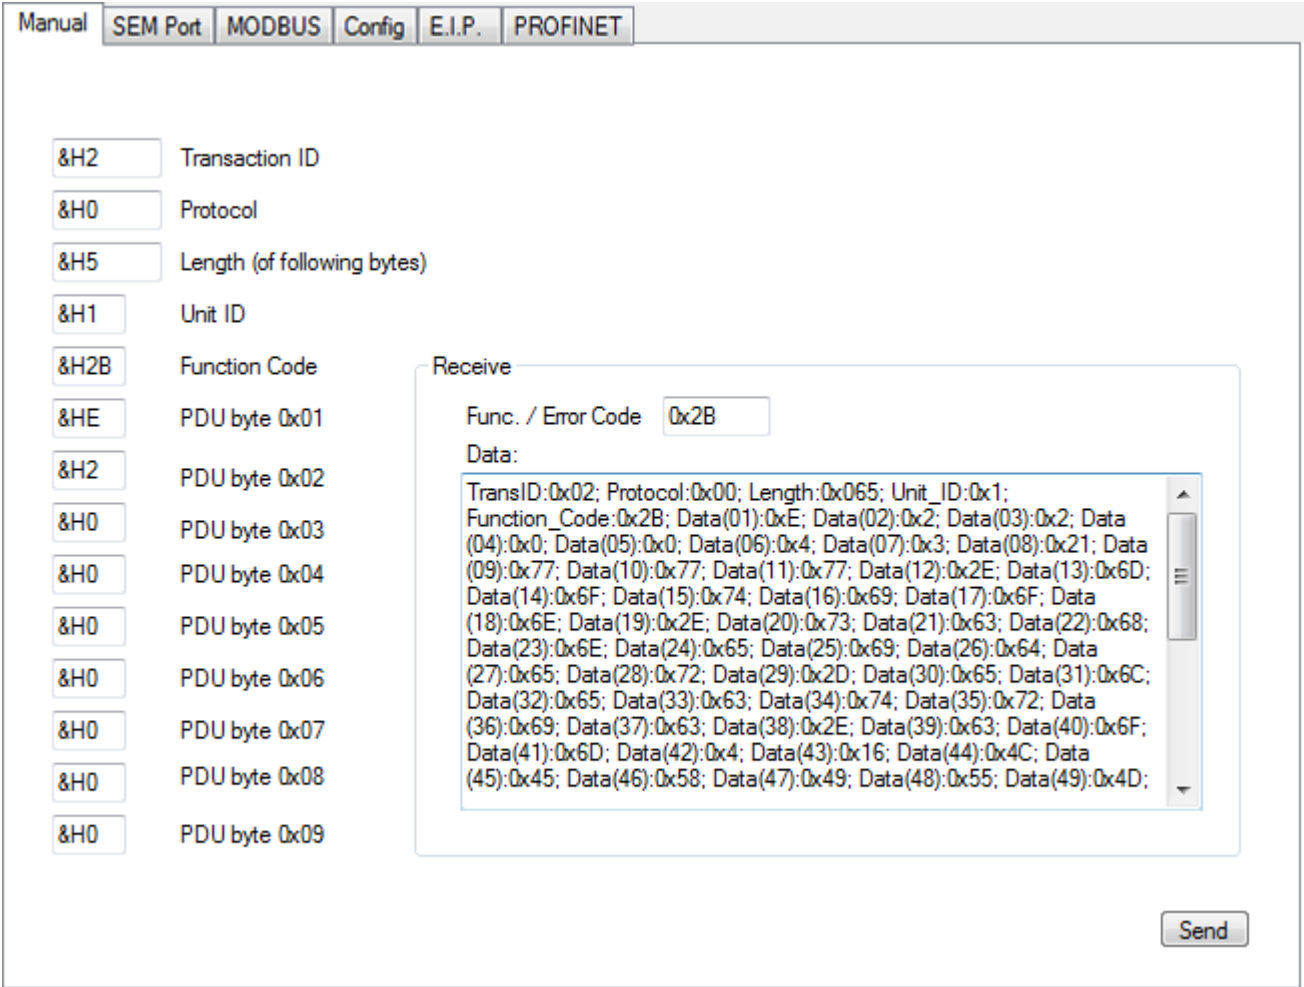 Manual SEM Port MODBUS Config E.I.P. PROFINET
&H2 Transaction ID
&H0 Protocol
&H5 Length (of following bytes)
&H1 Unit ID
&H2B Function Code
&HE PDU byte 0x01
&H2 PDU byte 0x02
&H0 PDU byte 0x03
&H0 PDU byte 0x04
&H0 PDU byte 0x05
&H0 PDU byte 0x06
&H0 PDU byte 0x07
&H0 PDU byte 0x08
&H0 PDU byte 0x09
Receive
Func. / Error Code 0x2B
Data:
TransID:0x02; Protocol:0x00; Length:0x065; Unit_ID:0x1;
Function_Code:0x2B; Data(01):0xE; Data(02):0x2; Data(03):0x2; Data
(04):0x0; Data(05):0x0; Data(06):0x4; Data(07):0x3; Data(08):0x21; Data
(09):0x77; Data(10):0x77; Data(11):0x77; Data(12):0x2E; Data(13):0x6D;
Data(14):0x6F; Data(15):0x74; Data(16):0x69; Data(17):0x6F; Data
(18):0x6E; Data(19):0x2E; Data(20):0x73; Data(21):0x63; Data(22):0x68;
Data(23):0x6E; Data(24):0x65; Data(25):0x69; Data(26):0x64; Data
(27):0x65; Data(28):0x72; Data(29):0x2D; Data(30):0x65; Data(31):0x6C;
Data(32):0x65; Data(33):0x63; Data(34):0x74; Data(35):0x72; Data
(36):0x69; Data(37):0x63; Data(38):0x2E; Data(39):0x63; Data(40):0x6F;
Data(41):0x6D; Data(42):0x4; Data(43):0x16; Data(44):0x4C; Data
(45):0x45; Data(46):0x58; Data(47):0x49; Data(48):0x55; Data(49):0x4D;
Send